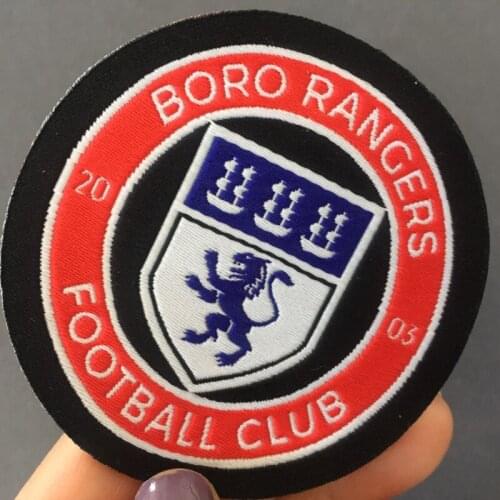 BORO RANGERS
20
03
FOOTBALL CLUB